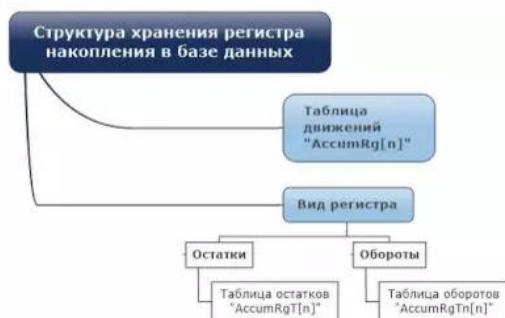 Структура хранения регистра
накопления в базе данных
Таблица
движений
"AccumRg[n]"
Вид регистра
Остатки
Обороты
Таблица остатков
"AccumRgT[n]"
Таблица оборотов
"AccumRgTn[n]"